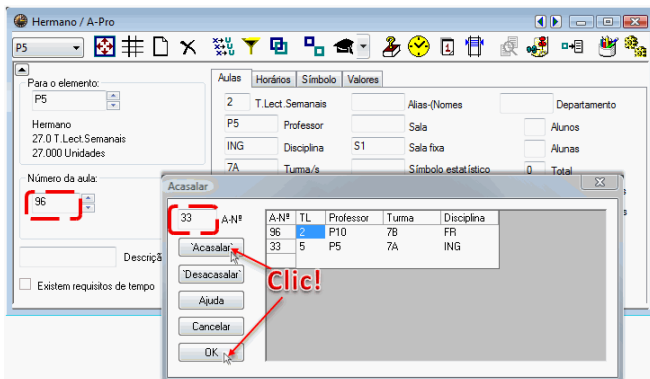 Hermano / A-Pro
P5
Para o elemento:
P5
Hermano
27.0 T.Lect.Semanais
27.000 Unidades
Número da aula:
96
Descriçã
Existem requisitos de tempo
Aulas Horários Símbolo Valores
2 T.Lect.Semanais Alias-(Nomes Departamento
P5 Professor Sala Alunos
ING Disciplina S1 Sala fixa Alunas
7A Turma/s Símbolo estatístico 0 Total
Acasalar
33 A-Nº
`Acasalar`
`Desacasalar`
Ajuda
Cancelar
OK
A-Nº TL Professor Turma Disciplina
96 2 P10 7B FR
33 5 P5 7A ING
Clic!